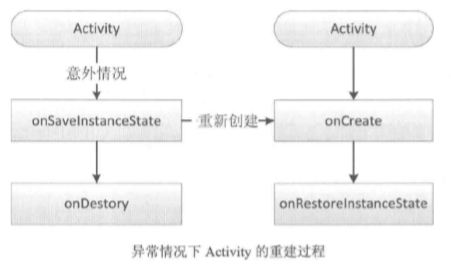 Activity
Activity
意外情况
onSaveInstanceState
重新创建
onCreate
onDestory
onRestoreInstanceState
异常情况下 Activity 的重建过程